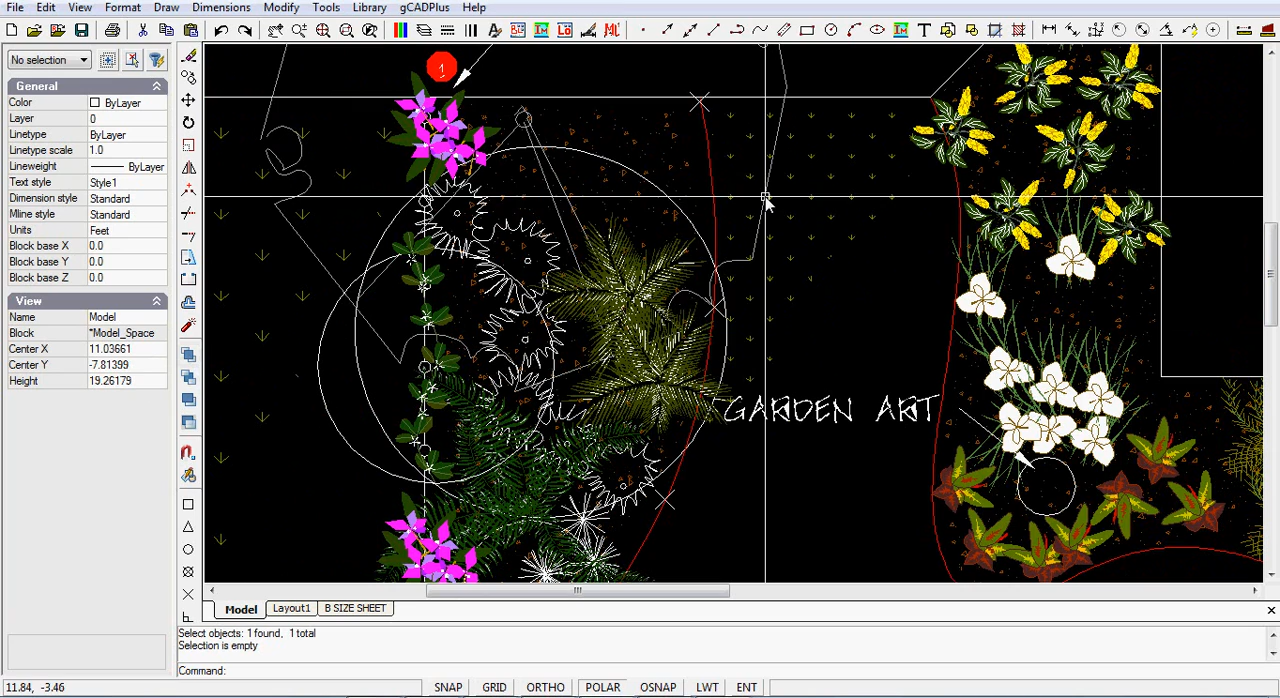 File Edit View Format Draw Dimensions Modify Tools Library gCADPlus Window Help
No selection
General
Color ByLayer
Layer 0
Linetype ByLayer
Linetype scale 1.0
Lineweight ByLayer
Text style Style1
Dimension style Standard
Mline style Standard
Units Feet
Block base X 0.0
Block base Y 0.0
Block base Z 0.0
View
Name Model
Block *Model_Space
Center X 11.03661
Center Y -7.81399
Height 19.26179
1
GARDEN ART
Model Layout1 B SIZE SHEET
Select objects: 1 found, 1 total
Selection is empty
Command:
11.84, -3.46 SNAP GRID ORTHO POLAR OSNAP LWT ENT